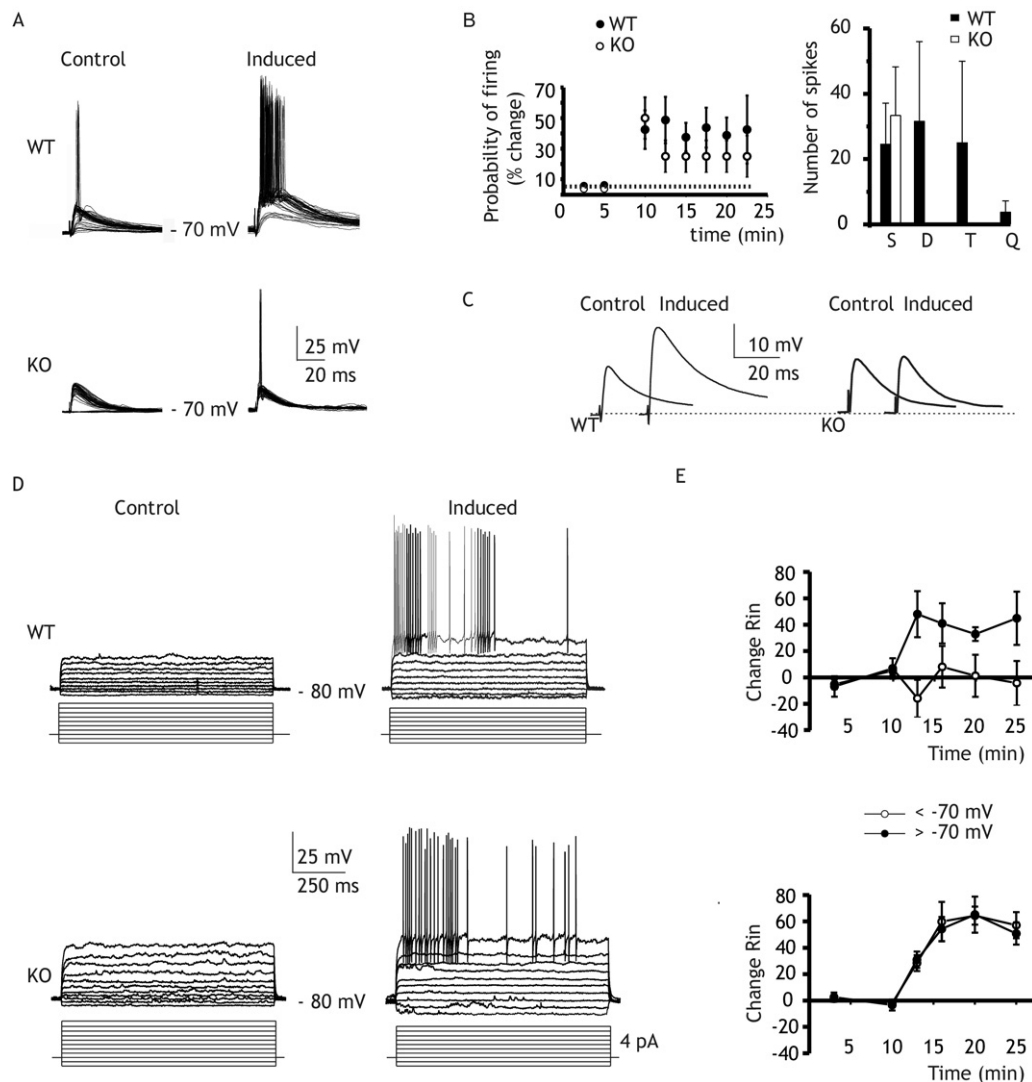 A
Control
Induced
WT
- 70 mV
KO
- 70 mV
25 mV
20 ms
B
WT
KO
Probability of firing
(% change)
70
50
30
10
0
5
10
15
20
25
time (min)
WT
KO
Number of spikes
60
40
20
0
S
D
T
Q
C
Control Induced
WT
10 mV
20 ms
Control Induced
KO
D
Control
Induced
WT
- 80 mV
25 mV
250 ms
KO
- 80 mV
4 pA
E
Change Rin
80
60
40
20
0
-20
-40
5
10
15
20
25
Time (min)
< -70 mV
> -70 mV
Change Rin
80
60
40
20
0
-20
-40
5
10
15
20
25
Time (min)